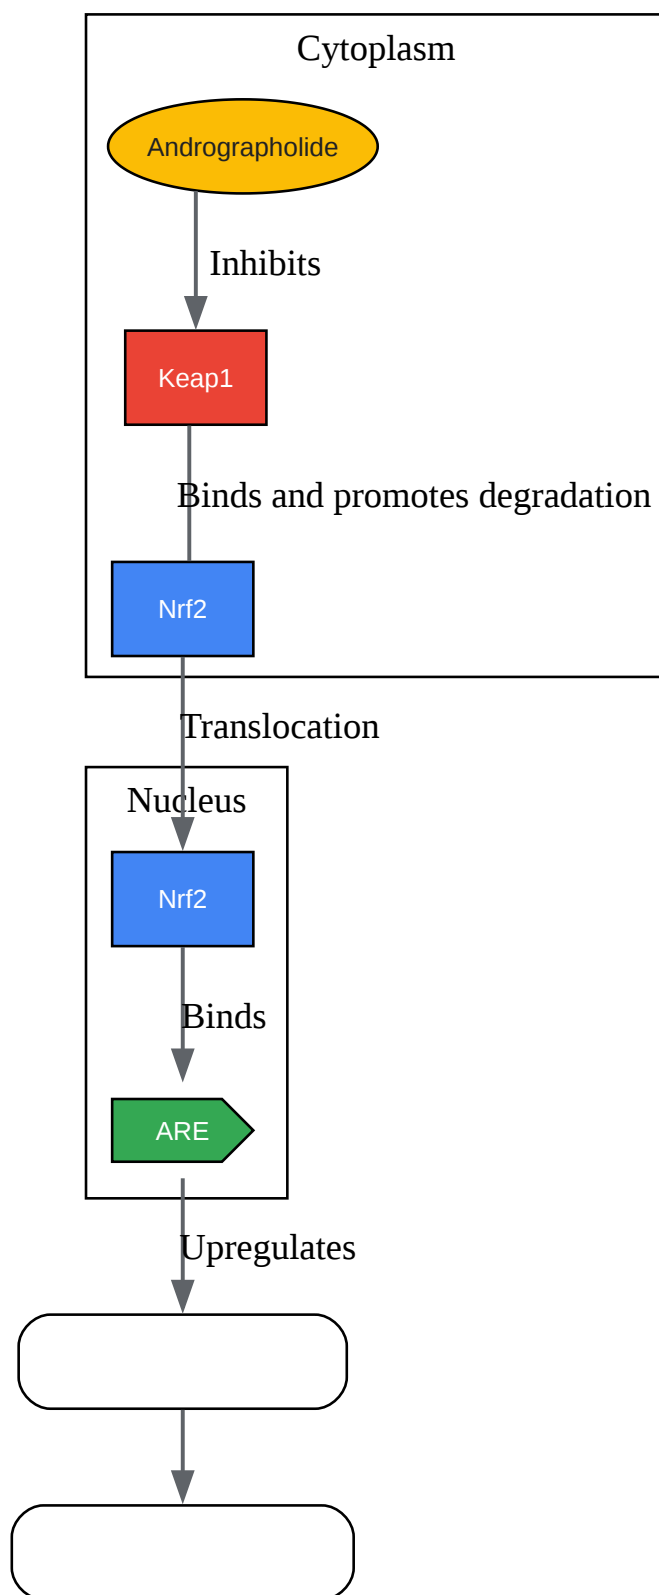 Cytoplasm
Andrographolide
Inhibits
Keap1
Binds and promotes degradation
Nrf2
Translocation
Nucleus
Nrf2
Binds
ARE
Upregulates